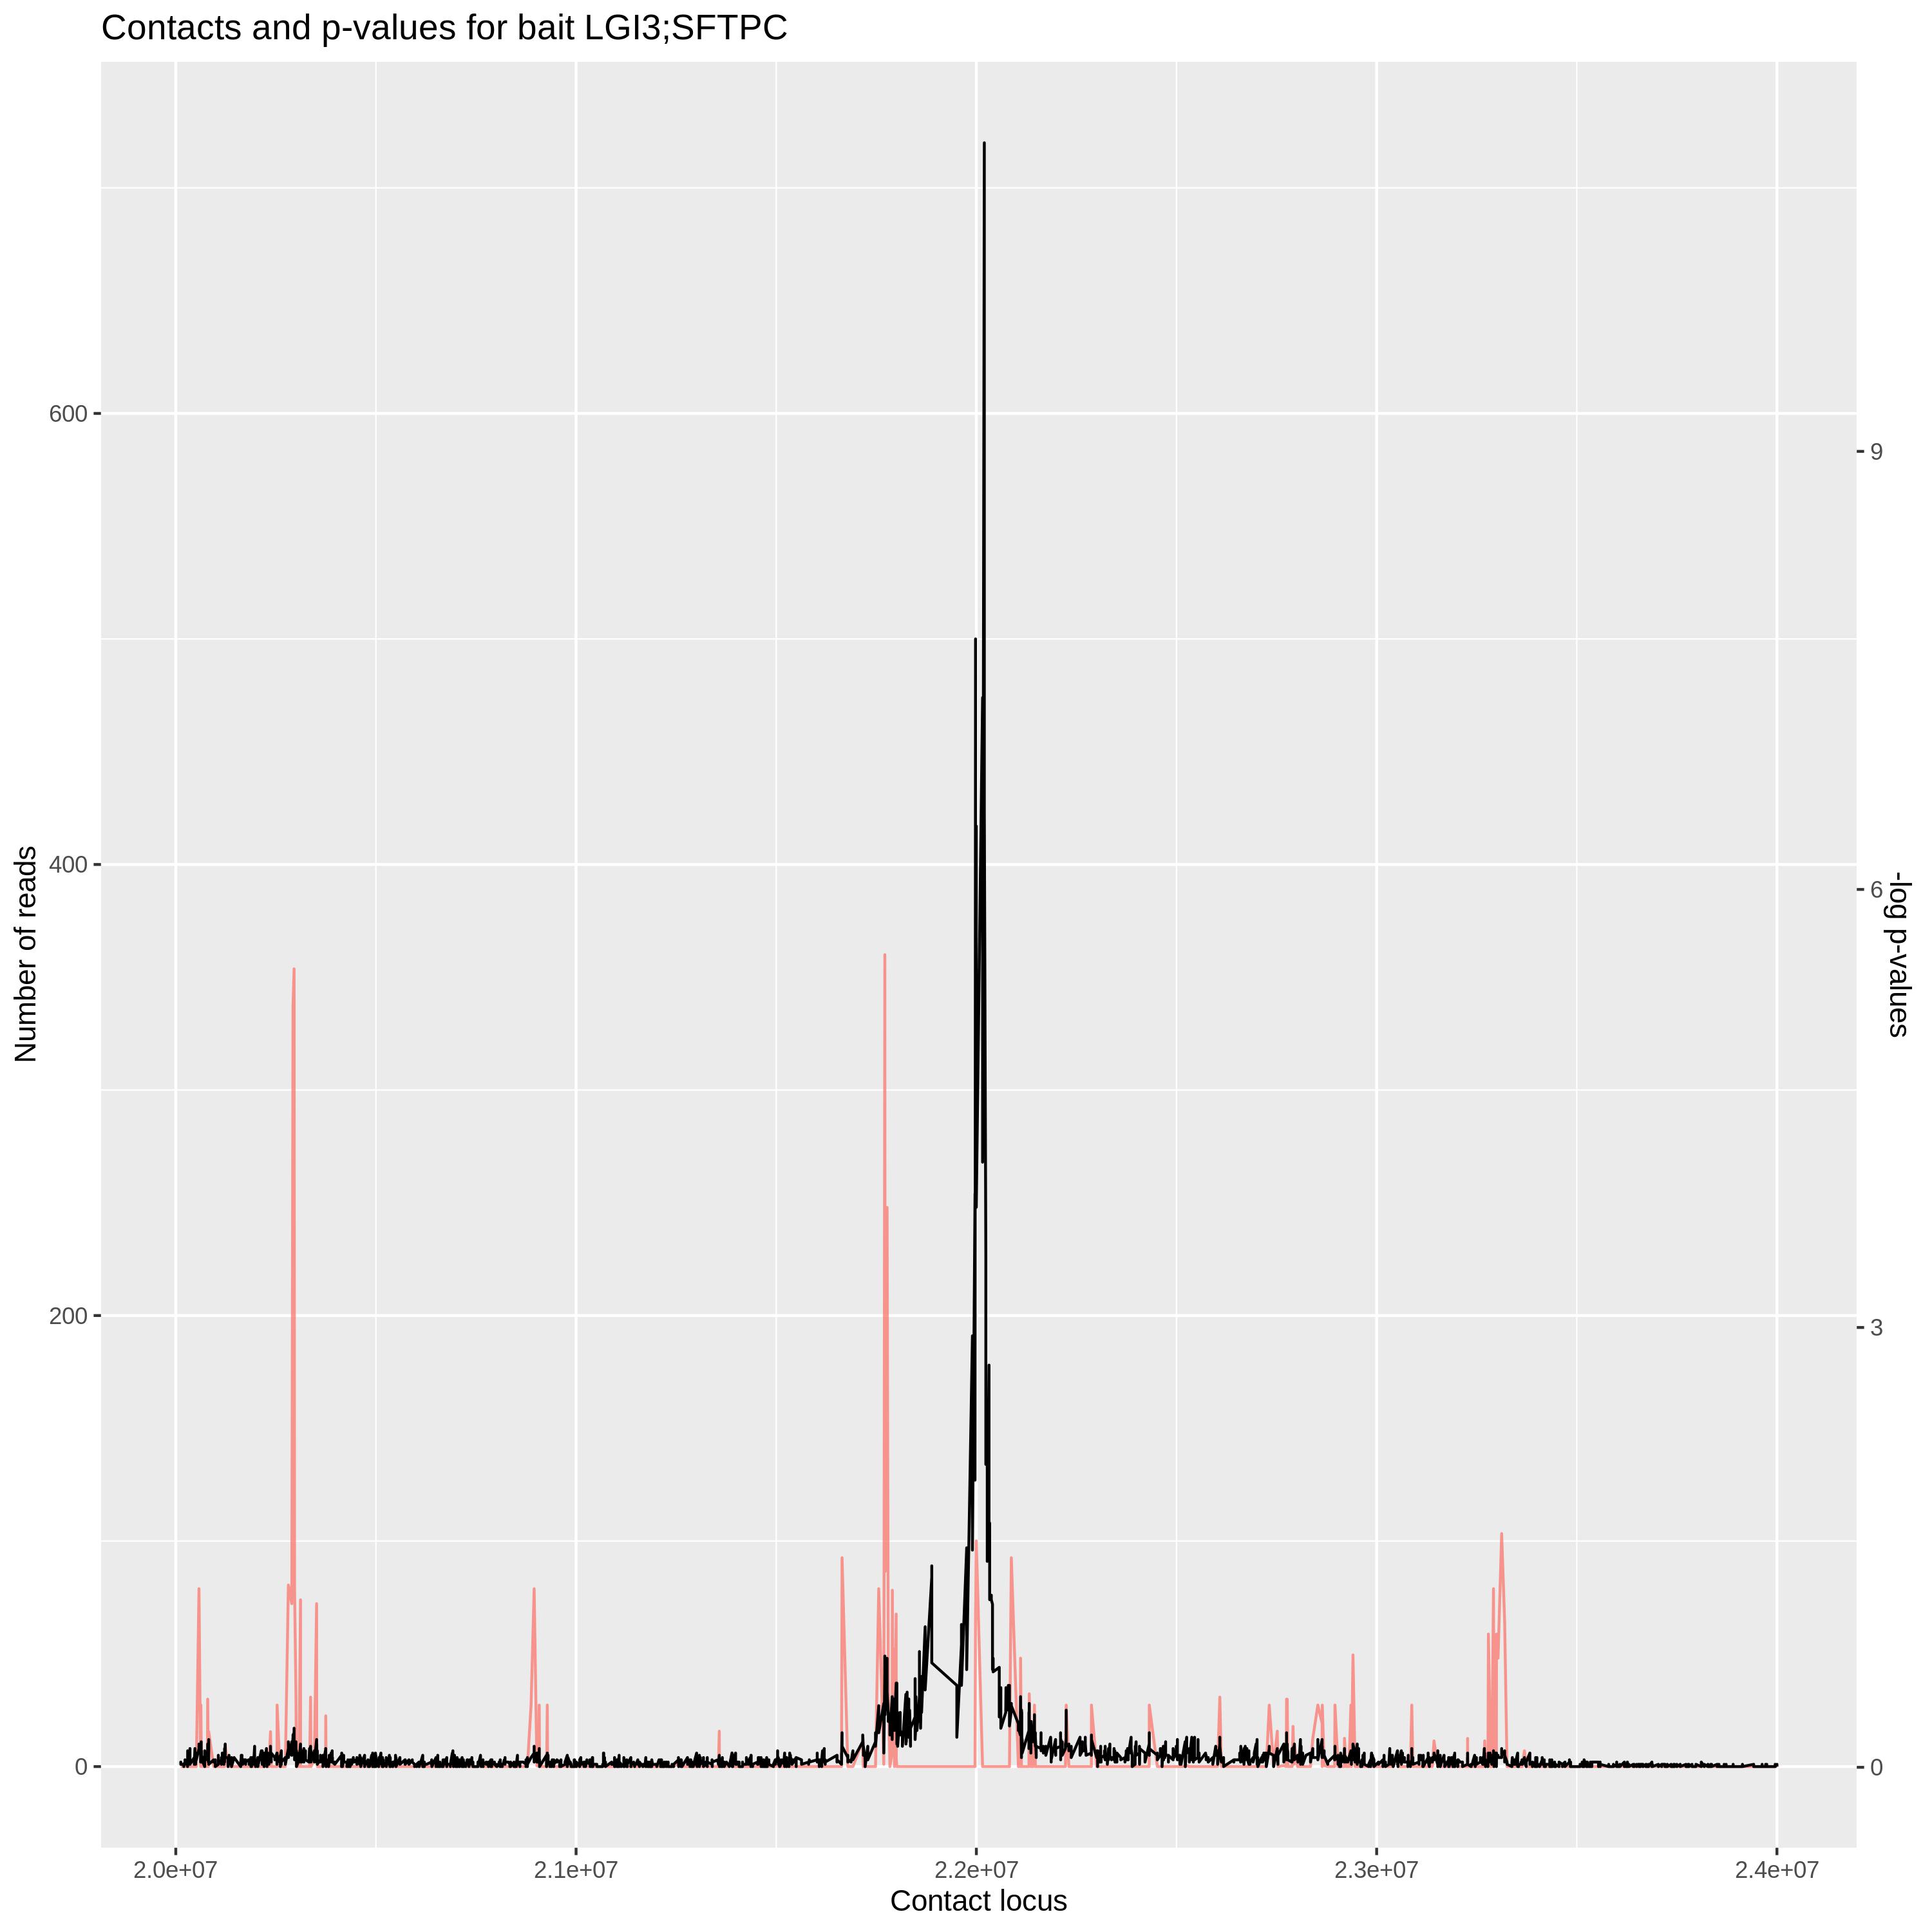 Contacts and p-values for bait LGI3;SFTPC
Number of reads
600
400
200
0
9
6
3
0
-log p-values
2.0e+07
2.1e+07
2.2e+07
2.3e+07
2.4e+07
Contact locus